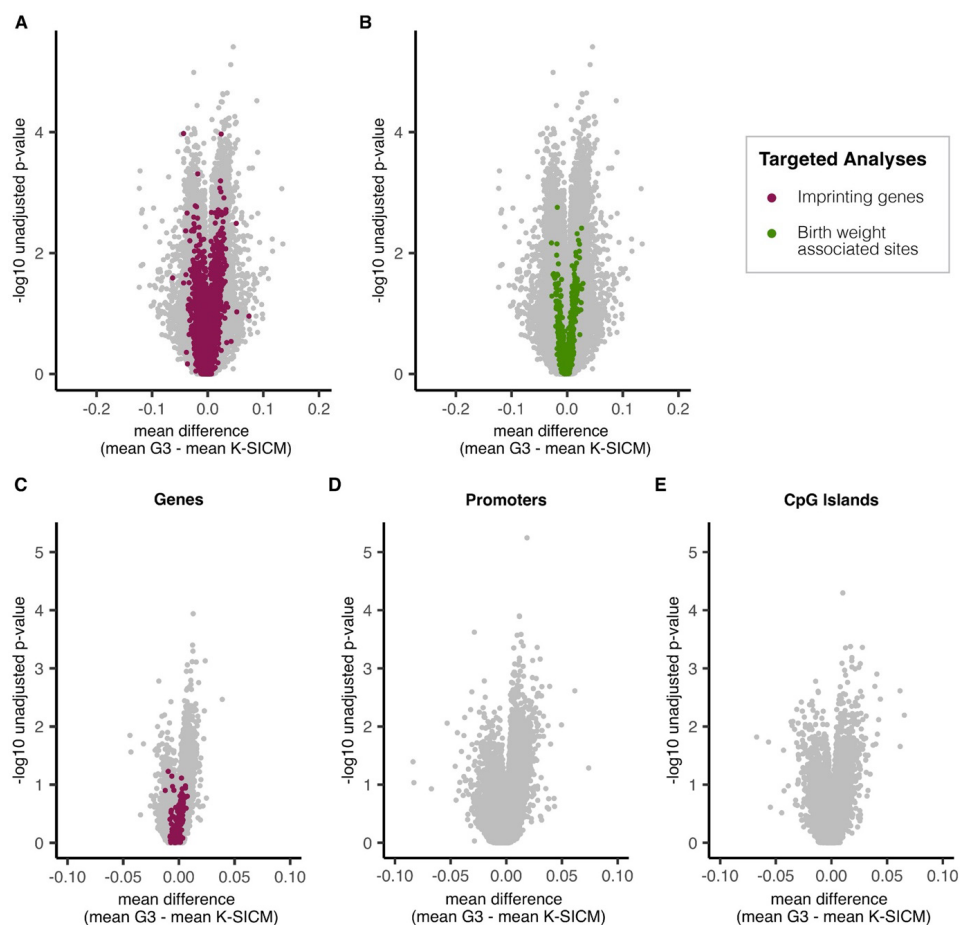 A
-log10 unadjusted p-value
4
2
0
-0.2 -0.1 0.0 0.1 0.2
mean difference
(mean G3 - mean K-SICM)
B
-log10 unadjusted p-value
4
2
0
-0.2 -0.1 0.0 0.1 0.2
mean difference
(mean G3 - mean K-SICM)
Targeted Analyses
Imprinting genes
Birth weight
associated sites
C
Genes
-log10 unadjusted p-value
5
4
3
2
1
0
-0.10 -0.05 0.00 0.05 0.10
mean difference
(mean G3 - mean K-SICM)
D
Promoters
-log10 unadjusted p-value
5
4
3
2
1
0
-0.10 -0.05 0.00 0.05 0.10
mean difference
(mean G3 - mean K-SICM)
E
CpG Islands
-log10 unadjusted p-value
5
4
3
2
1
0
-0.10 -0.05 0.00 0.05 0.10
mean difference
(mean G3 - mean K-SICM)